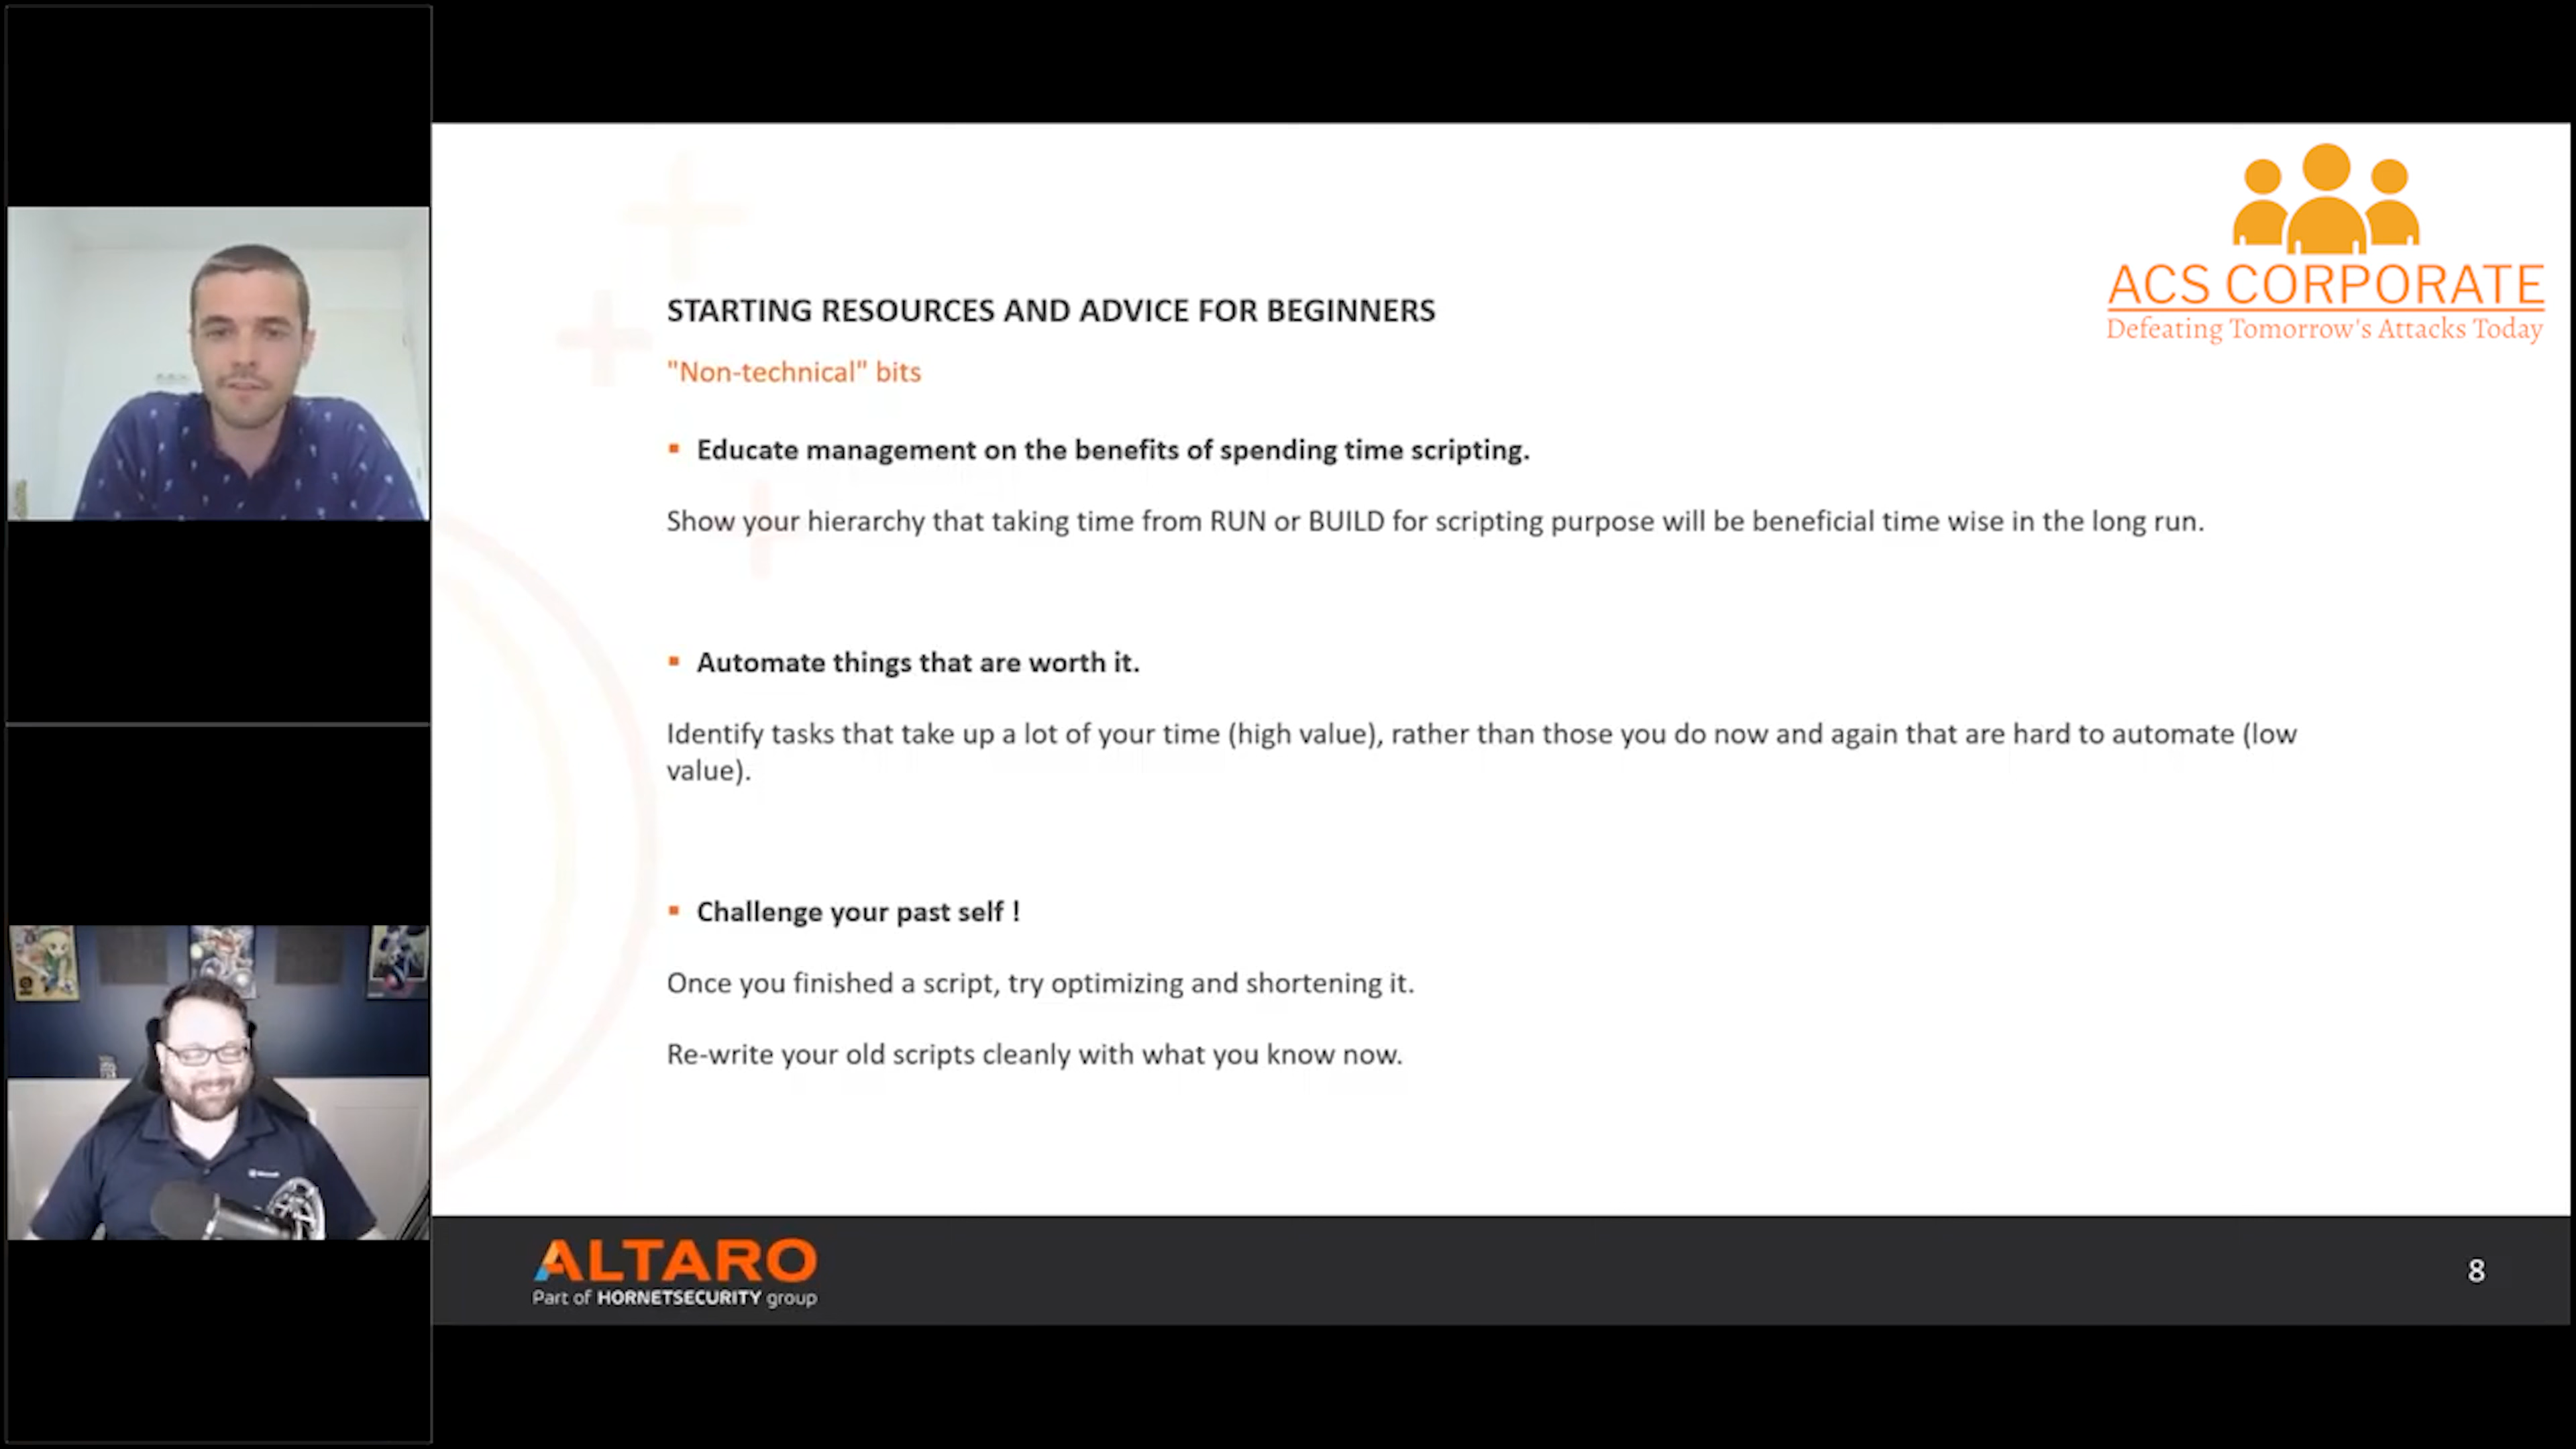 ACS CORPORATE
Defeating Tomorrow's Attacks Today
STARTING RESOURCES AND ADVICE FOR BEGINNERS
"Non-technical" bits
▪ Educate management on the benefits of spending time scripting.
Show your hierarchy that taking time from RUN or BUILD for scripting purpose will be beneficial time wise in the long run.
▪ Automate things that are worth it.
Identify tasks that take up a lot of your time (high value), rather than those you do now and again that are hard to automate (low
value).
▪ Challenge your past self !
Once you finished a script, try optimizing and shortening it.
Re-write your old scripts cleanly with what you know now.
ALTARO
Part of HORNETSECURITY group
8